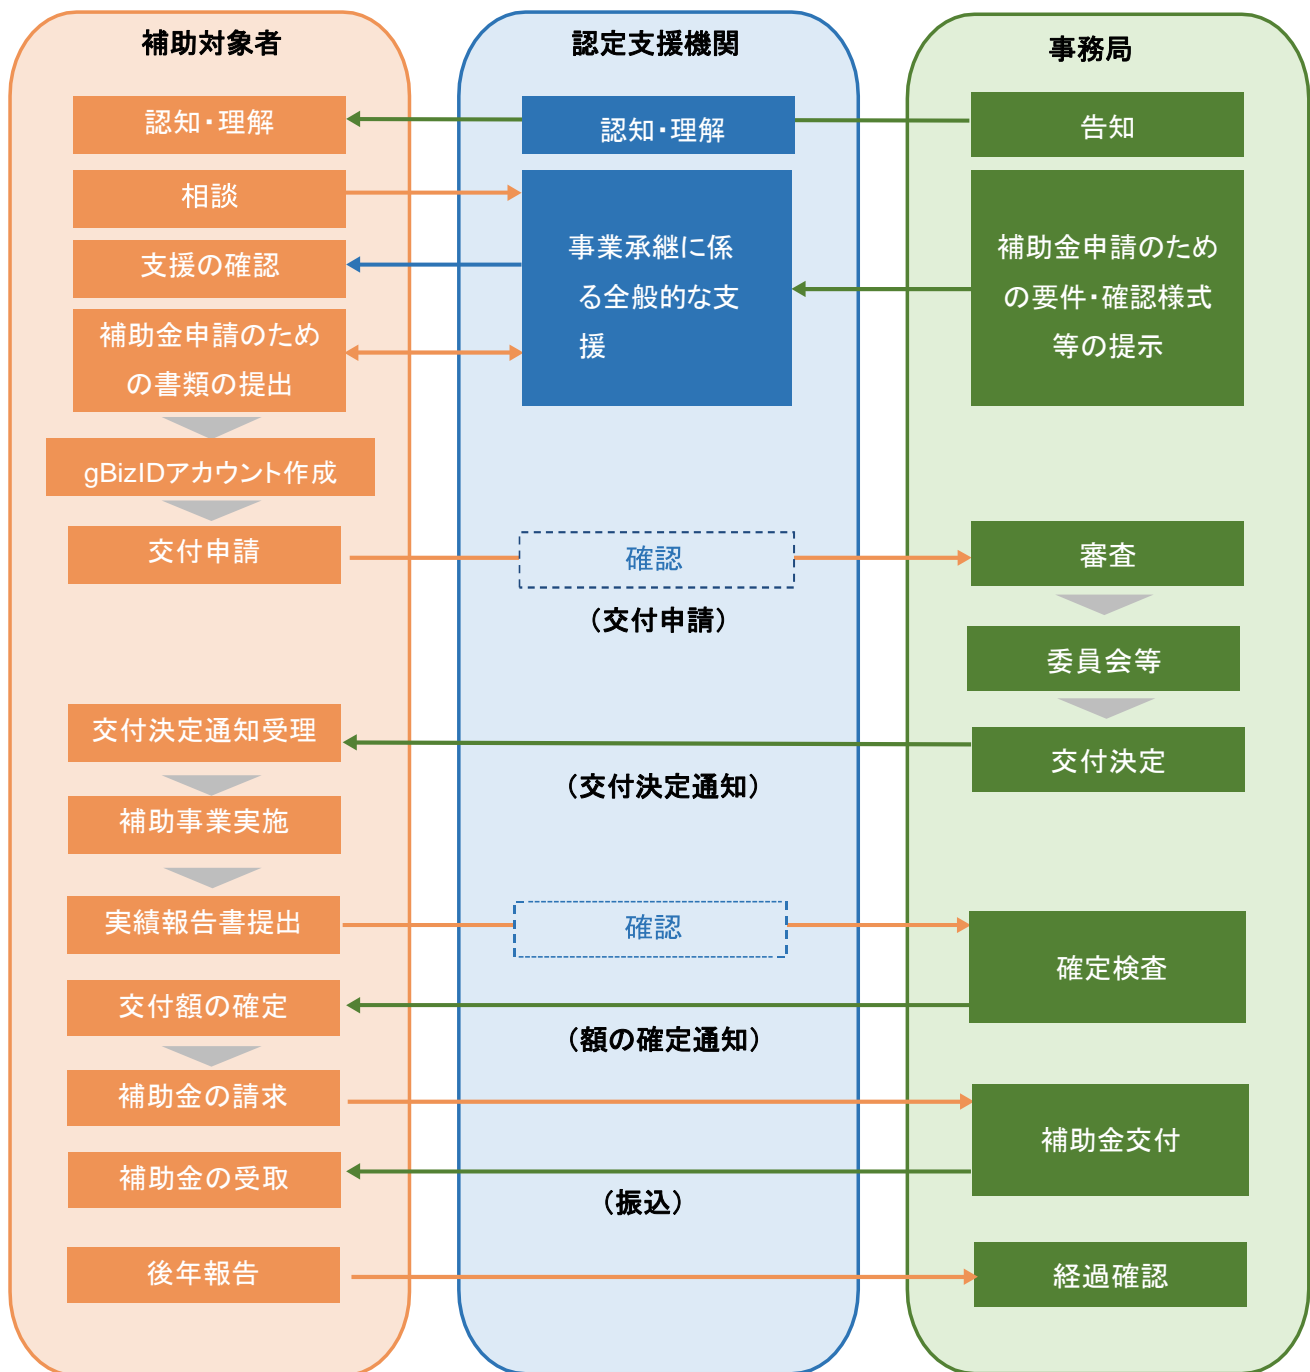 補助対象者
認定支援機関
事務局
認知・理解
認知・理解
告知
相談
支援の確認
補助金申請のため
の書類の提出
事業承継に係
る全般的な支
援
補助金申請のため
の要件・確認様式
等の提示
gBizIDアカウント作成
交付申請
確認
審査
（交付申請）
委員会等
交付決定通知受理
交付決定
（交付決定通知）
補助事業実施
実績報告書提出
確認
確定検査
交付額の確定
（額の確定通知）
補助金の請求
補助金交付
補助金の受取
（振込）
後年報告
経過確認